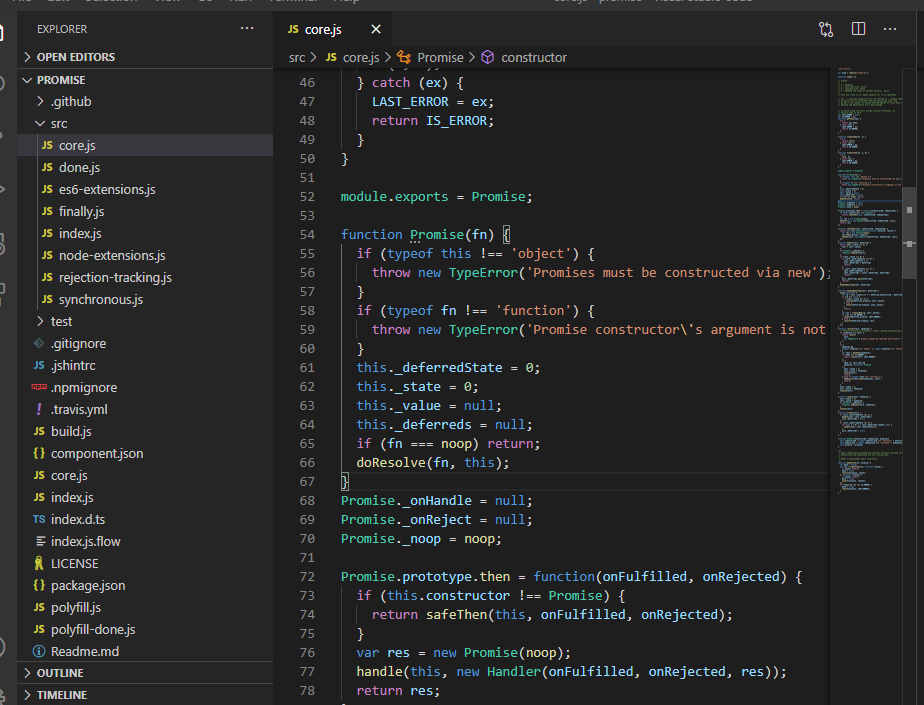 EXPLORER
···
OPEN EDITORS
PROMISE
.github
src
JS core.js
JS done.js
JS es6-extensions.js
JS finally.js
JS index.js
JS node-extensions.js
JS rejection-tracking.js
JS synchronous.js
test
.gitignore
JS .jshintrc
npm .npmignore
! .travis.yml
JS build.js
{} component.json
JS core.js
JS index.js
TS index.d.ts
index.js.flow
LICENSE
{} package.json
JS polyfill.js
JS polyfill-done.js
Readme.md
OUTLINE
TIMELINE
JS core.js
···
src > JS core.js > Promise > constructor
46 } catch (ex) {
47 LAST_ERROR = ex;
48 return IS_ERROR;
49 }
50 }
51
52 module.exports = Promise;
53
54 function Promise(fn) {
55 if (typeof this !== 'object') {
56 throw new TypeError('Promises must be constructed via new');
57 }
58 if (typeof fn !== 'function') {
59 throw new TypeError('Promise constructor\'s argument is not
60 }
61 this._deferredState = 0;
62 this._state = 0;
63 this._value = null;
64 this._deferreds = null;
65 if (fn === noop) return;
66 doResolve(fn, this);
67 }
68 Promise._onHandle = null;
69 Promise._onReject = null;
70 Promise._noop = noop;
71
72 Promise.prototype.then = function(onFulfilled, onRejected) {
73 if (this.constructor !== Promise) {
74 return safeThen(this, onFulfilled, onRejected);
75 }
76 var res = new Promise(noop);
77 handle(this, new Handler(onFulfilled, onRejected, res));
78 return res;